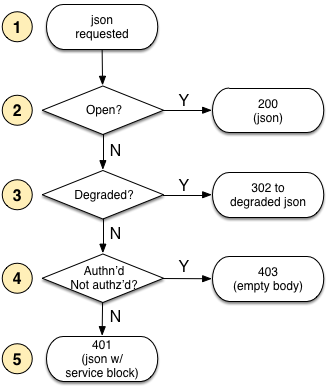 1
json
requested
2
Open?
Y
200
(json)
N
3
Degraded?
Y
302 to
degraded json
N
4
Authn'd
Not authz'd?
Y
403
(empty body)
N
5
401
(json w/
service block)